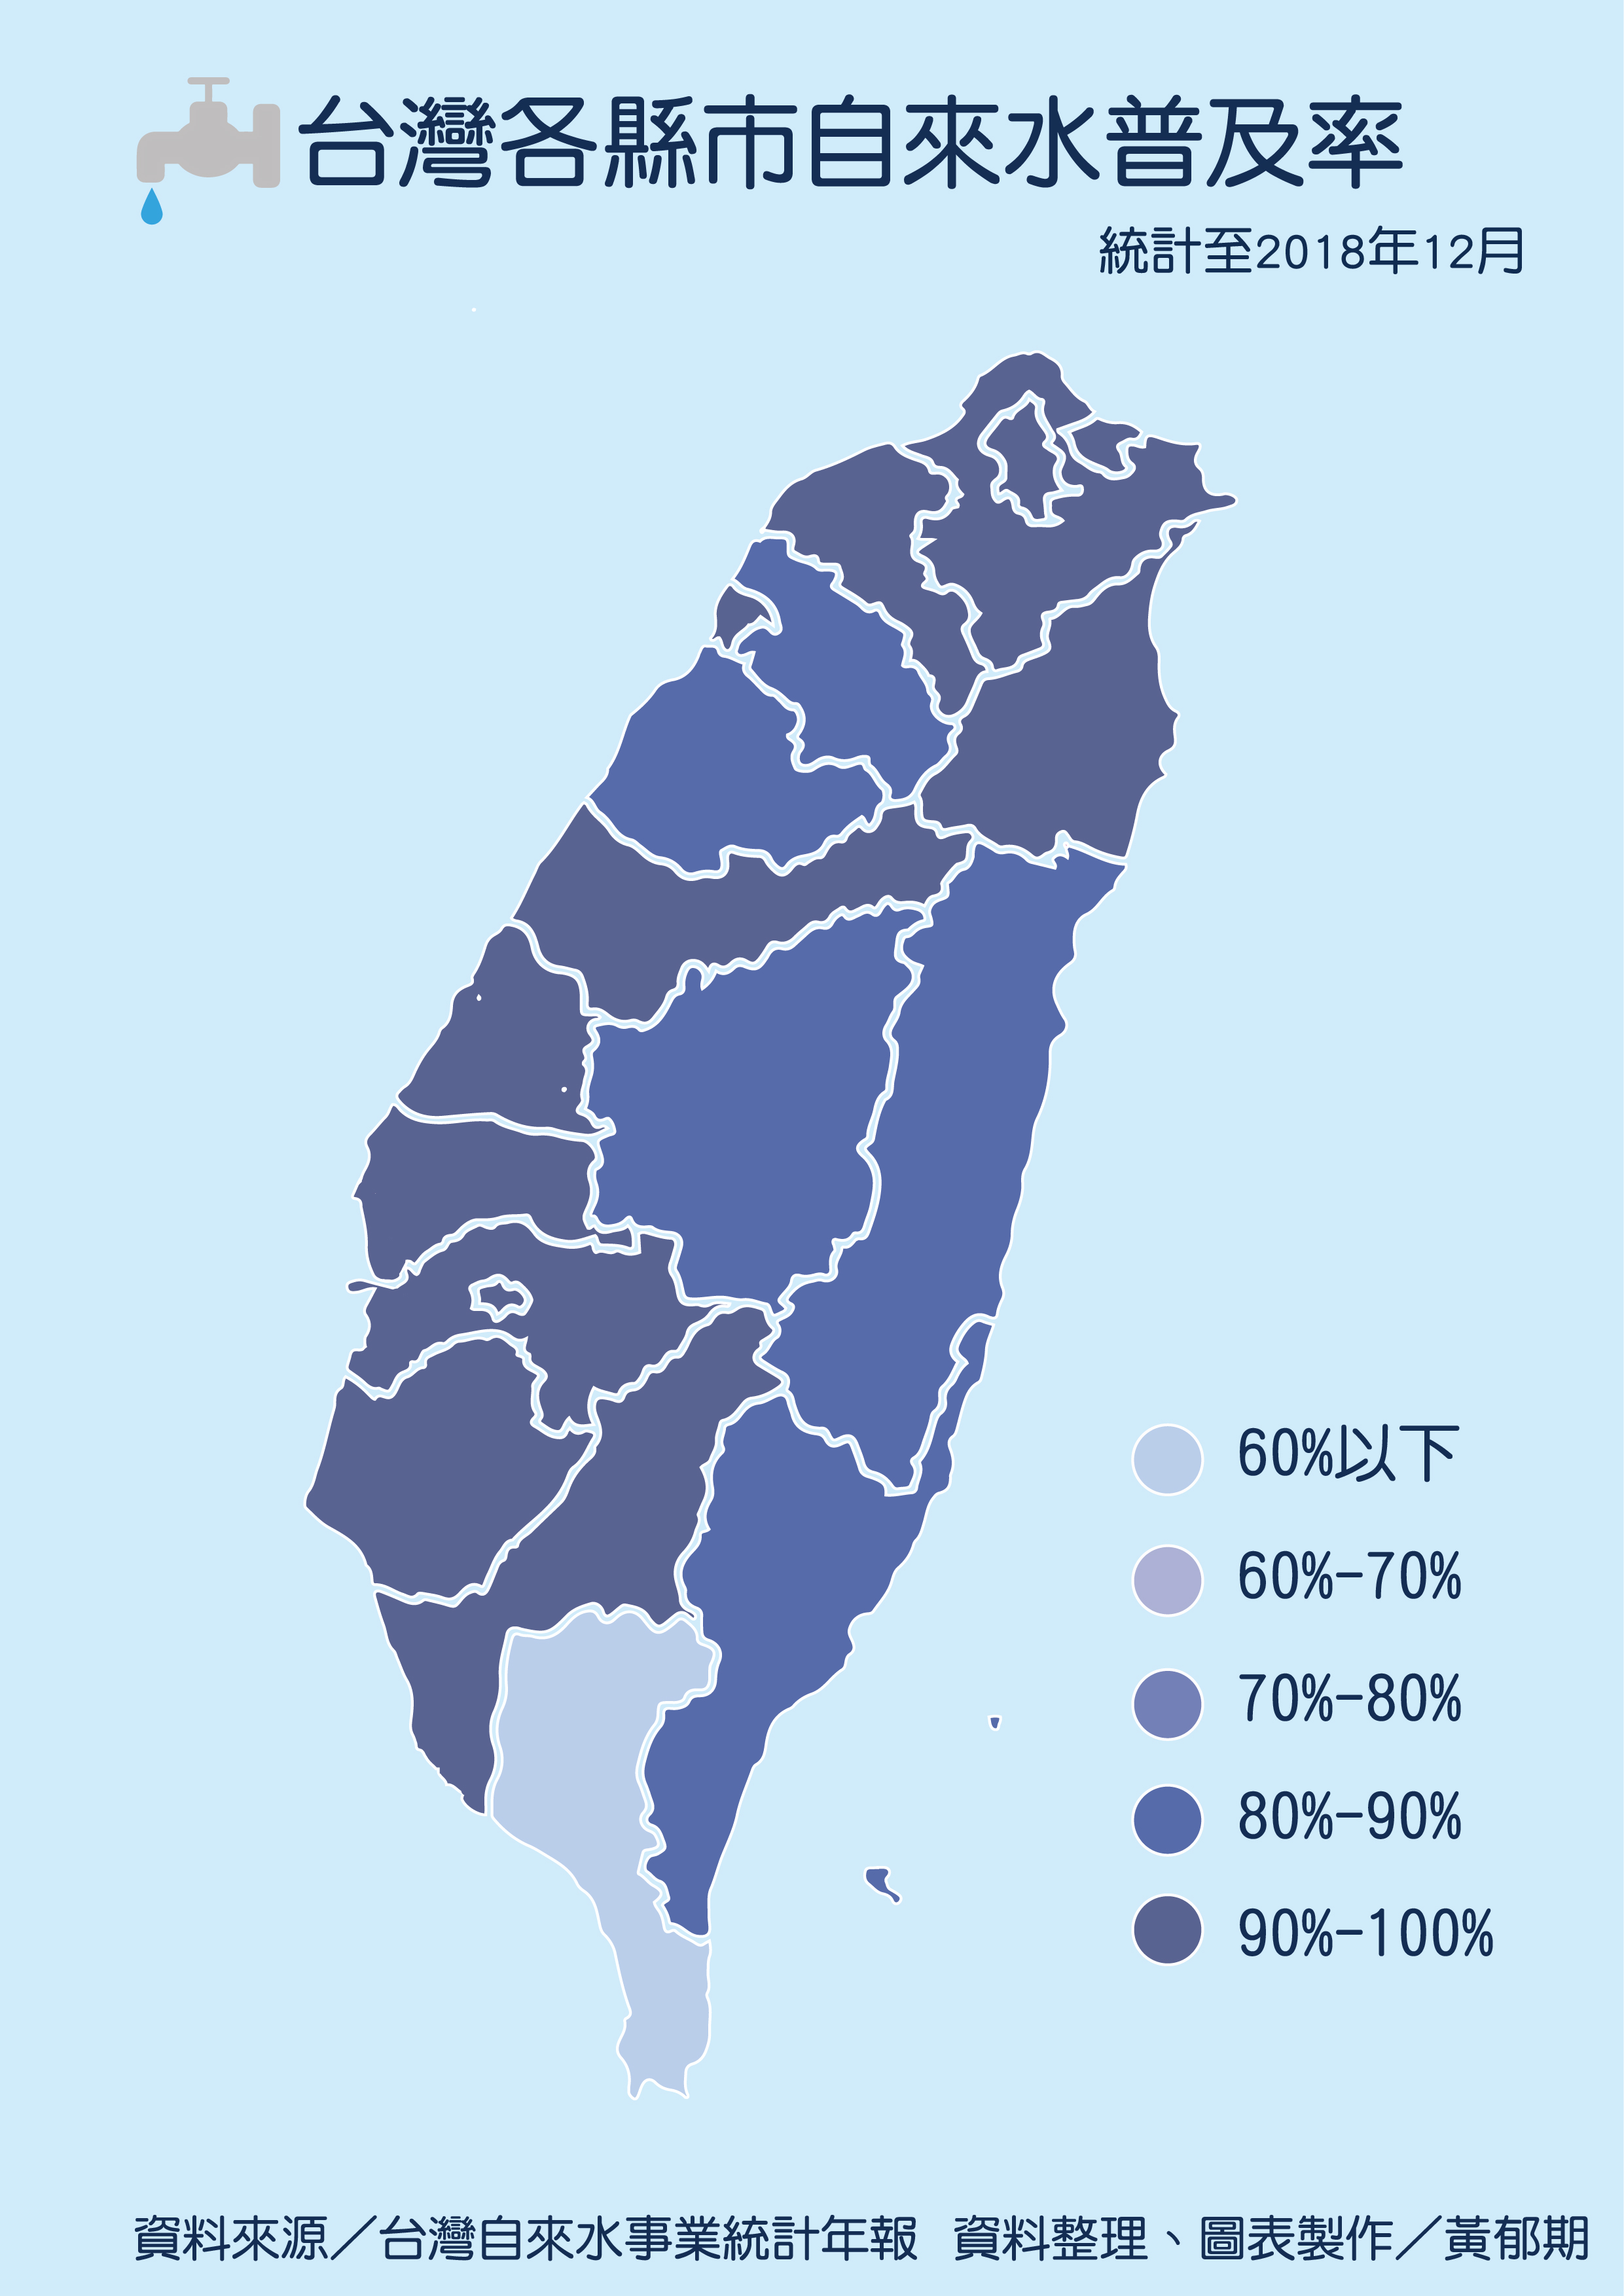 台灣各縣市自來水普及率
統計至2018年12月
60%以下
60%-70%
70%-80%
80%-90%
90%-100%
資料來源／台灣自來水事業統計年報 資料整理、圖表製作／黃郁期